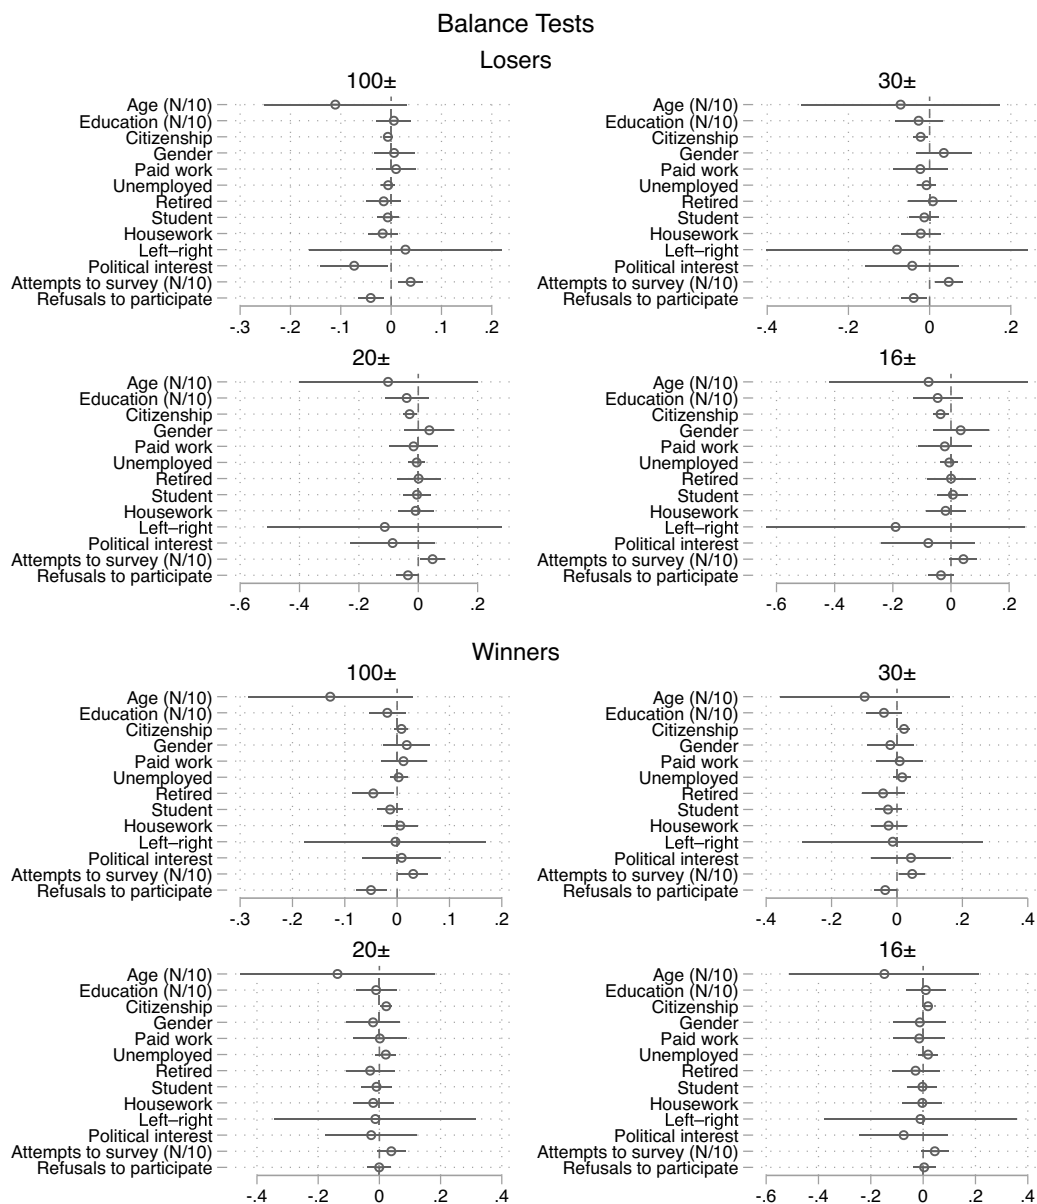 Balance Tests
Losers
100±
Age (N/10)
Education (N/10)
Citizenship
Gender
Paid work
Unemployed
Retired
Student
Housework
Left–right
Political interest
Attempts to survey (N/10)
Refusals to participate
-.3 -.2 -.1 0 .1 .2
30±
Age (N/10)
Education (N/10)
Citizenship
Gender
Paid work
Unemployed
Retired
Student
Housework
Left–right
Political interest
Attempts to survey (N/10)
Refusals to participate
-.4 -.2 0 .2
20±
Age (N/10)
Education (N/10)
Citizenship
Gender
Paid work
Unemployed
Retired
Student
Housework
Left–right
Political interest
Attempts to survey (N/10)
Refusals to participate
-.6 -.4 -.2 0 .2
16±
Age (N/10)
Education (N/10)
Citizenship
Gender
Paid work
Unemployed
Retired
Student
Housework
Left–right
Political interest
Attempts to survey (N/10)
Refusals to participate
-.6 -.4 -.2 0 .2
Winners
100±
Age (N/10)
Education (N/10)
Citizenship
Gender
Paid work
Unemployed
Retired
Student
Housework
Left–right
Political interest
Attempts to survey (N/10)
Refusals to participate
-.3 -.2 -.1 0 .1 .2
30±
Age (N/10)
Education (N/10)
Citizenship
Gender
Paid work
Unemployed
Retired
Student
Housework
Left–right
Political interest
Attempts to survey (N/10)
Refusals to participate
-.4 -.2 0 .2 .4
20±
Age (N/10)
Education (N/10)
Citizenship
Gender
Paid work
Unemployed
Retired
Student
Housework
Left–right
Political interest
Attempts to survey (N/10)
Refusals to participate
-.4 -.2 0 .2 .4
16±
Age (N/10)
Education (N/10)
Citizenship
Gender
Paid work
Unemployed
Retired
Student
Housework
Left–right
Political interest
Attempts to survey (N/10)
Refusals to participate
-.6 -.4 -.2 0 .2 .4